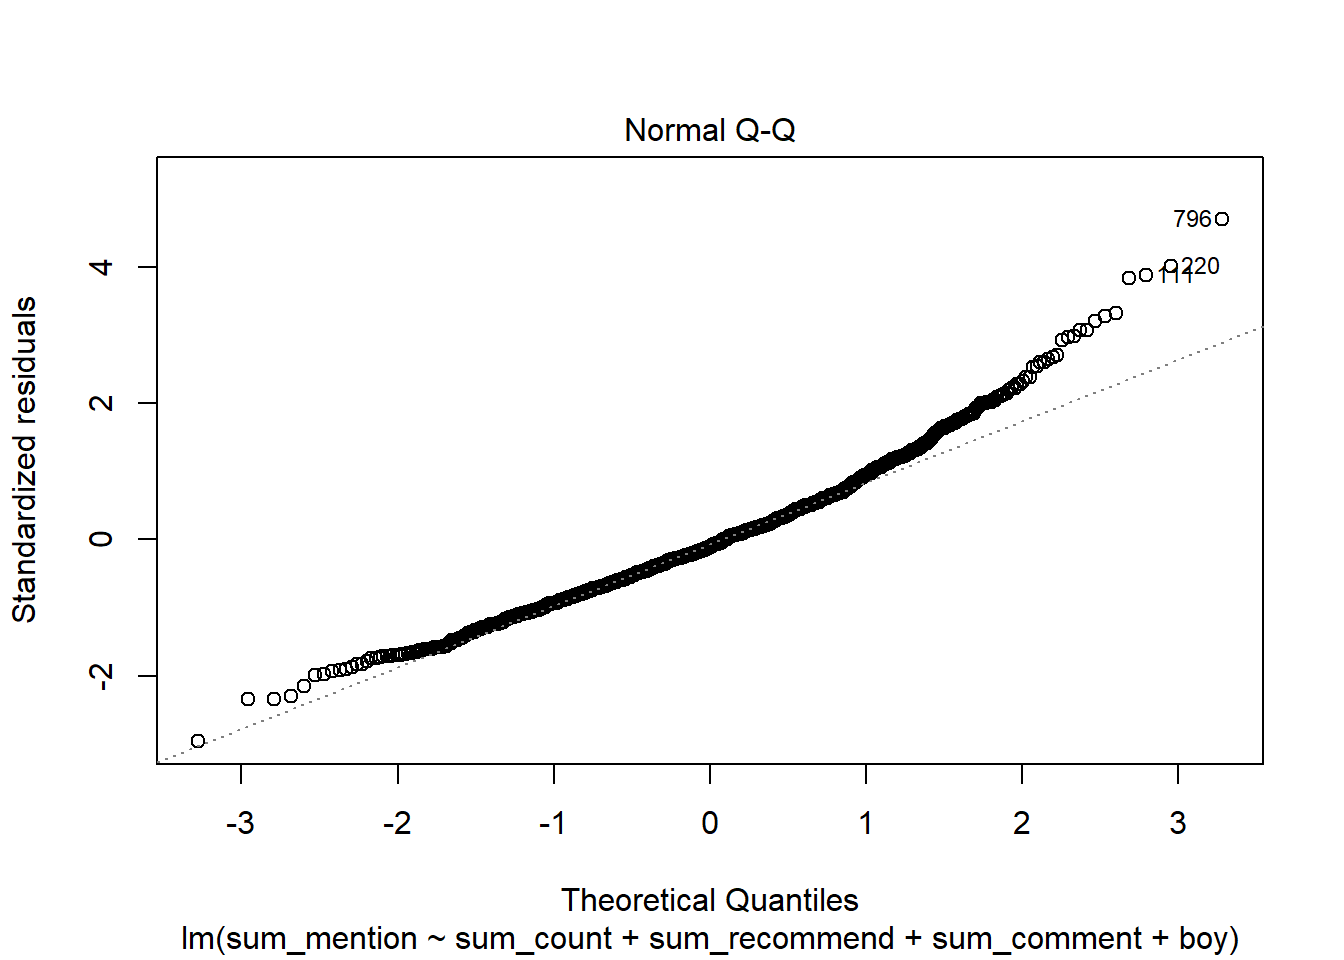 Normal Q-Q
796
220
111
Standardized residuals
4
2
0
-2
-3 -2 -1 0 1 2 3
Theoretical Quantiles
lm(sum_mention ~ sum_count + sum_recommend + sum_comment + boy)